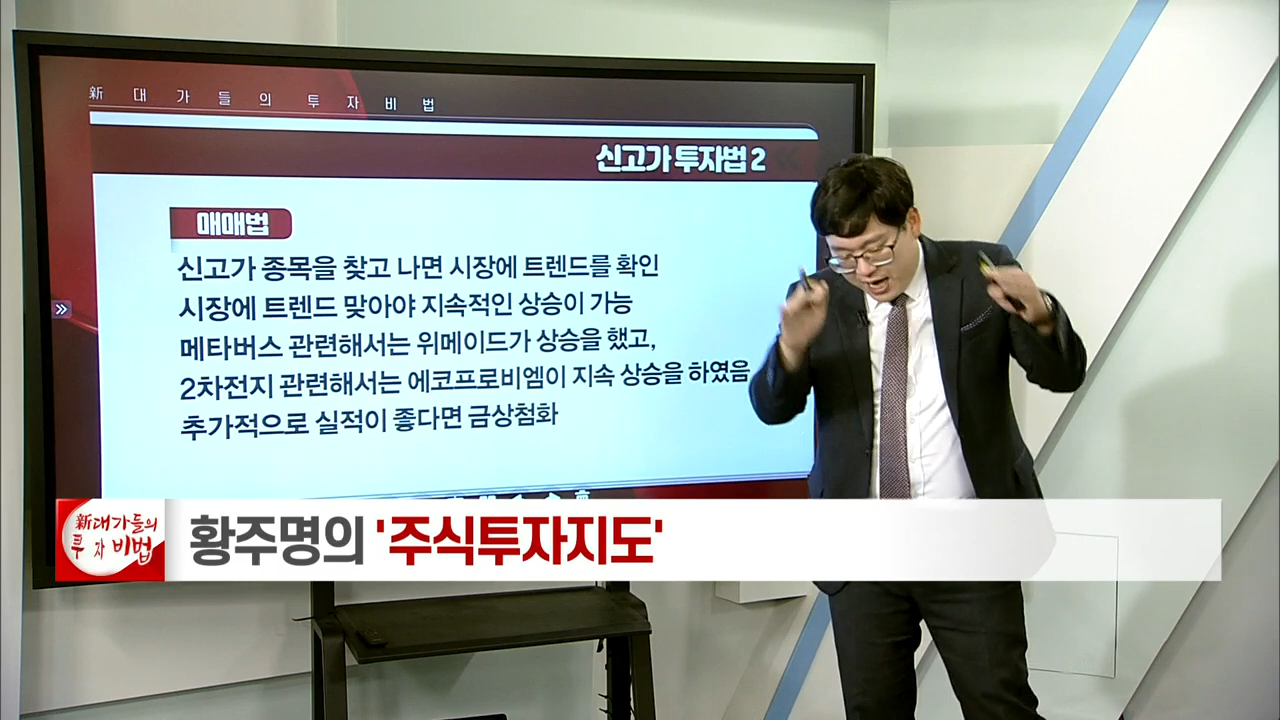 新대가들의 투자비법
신고가 투자법 2
매매법
신고가 종목을 찾고 나면 시장에 트렌드를 확인
시장에 트렌드 맞아야 지속적인 상승이 가능
메타버스 관련해서는 위메이드가 상승을 했고,
2차전지 관련해서는 에코프로비엠이 지속 상승을 하였음
추가적으로 실적이 좋다면 금상첨화
新대가들의
투자 비법
황주명의 '주식투자지도'